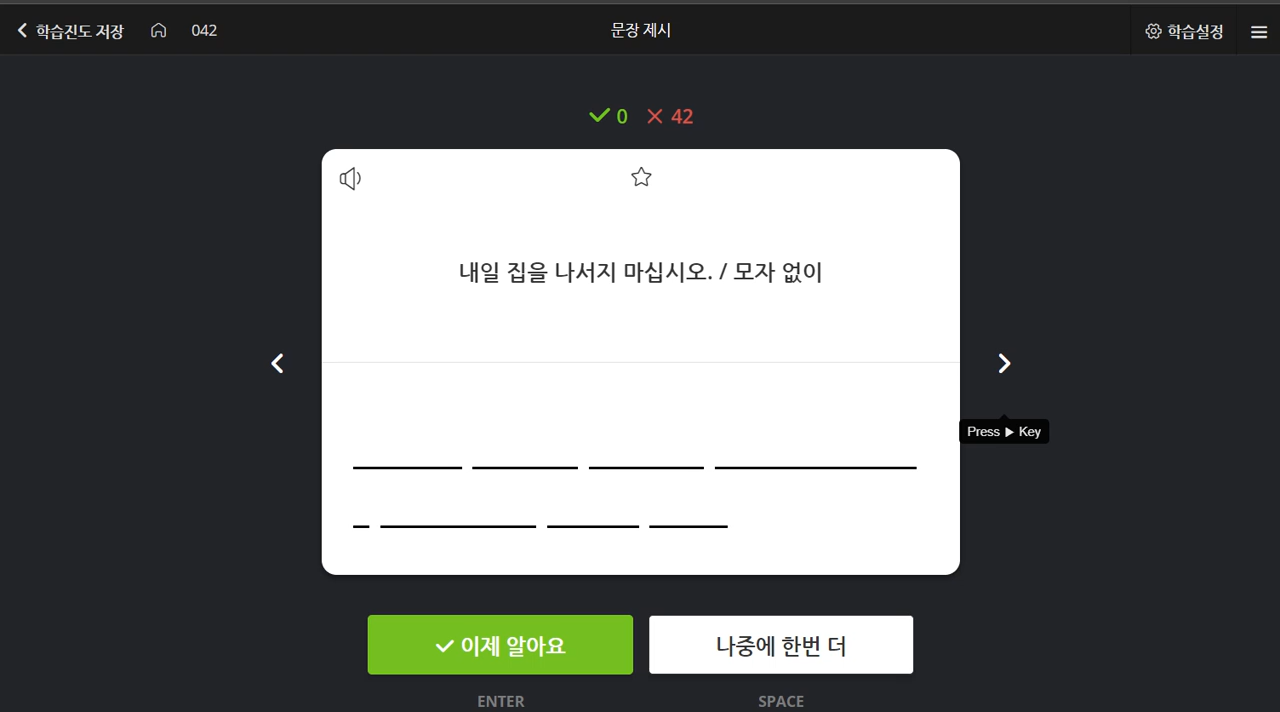 학습진도 저장 042 문장 제시 학습설정
0 42
내일 집을 나서지 마십시오. / 모자 없이
Press ▶ Key
이제 알아요 나중에 한번 더
ENTER SPACE